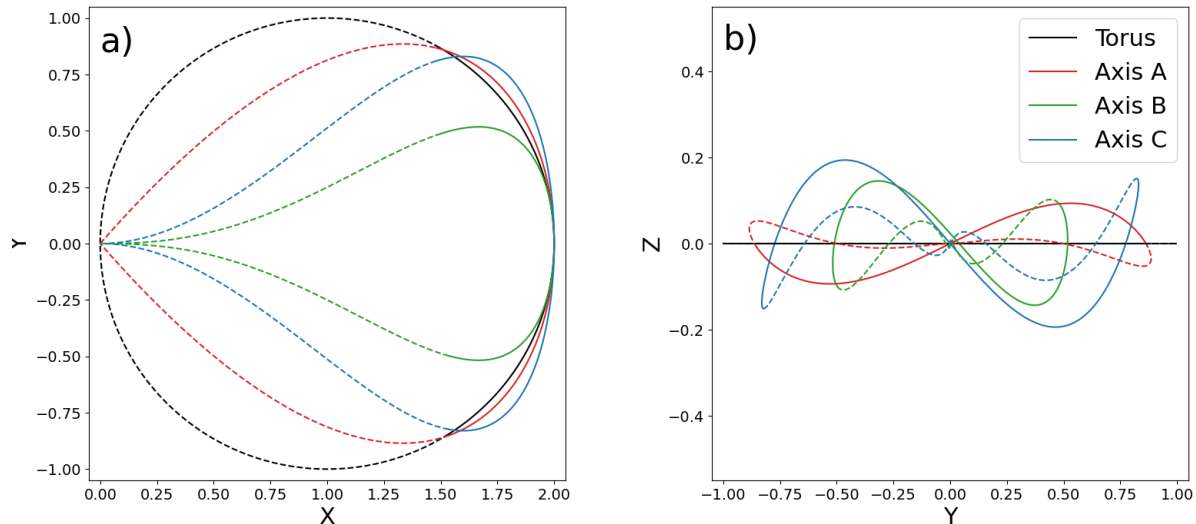 a)
1.00
0.75
0.50
0.25
0.00
−0.25
−0.50
−0.75
−1.00
Y
0.00 0.25 0.50 0.75 1.00 1.25 1.50 1.75 2.00
X
b)
Torus
Axis A
Axis B
Axis C
0.4
0.2
0.0
−0.2
−0.4
Z
−1.00 −0.75 −0.50 −0.25 0.00 0.25 0.50 0.75 1.00
Y